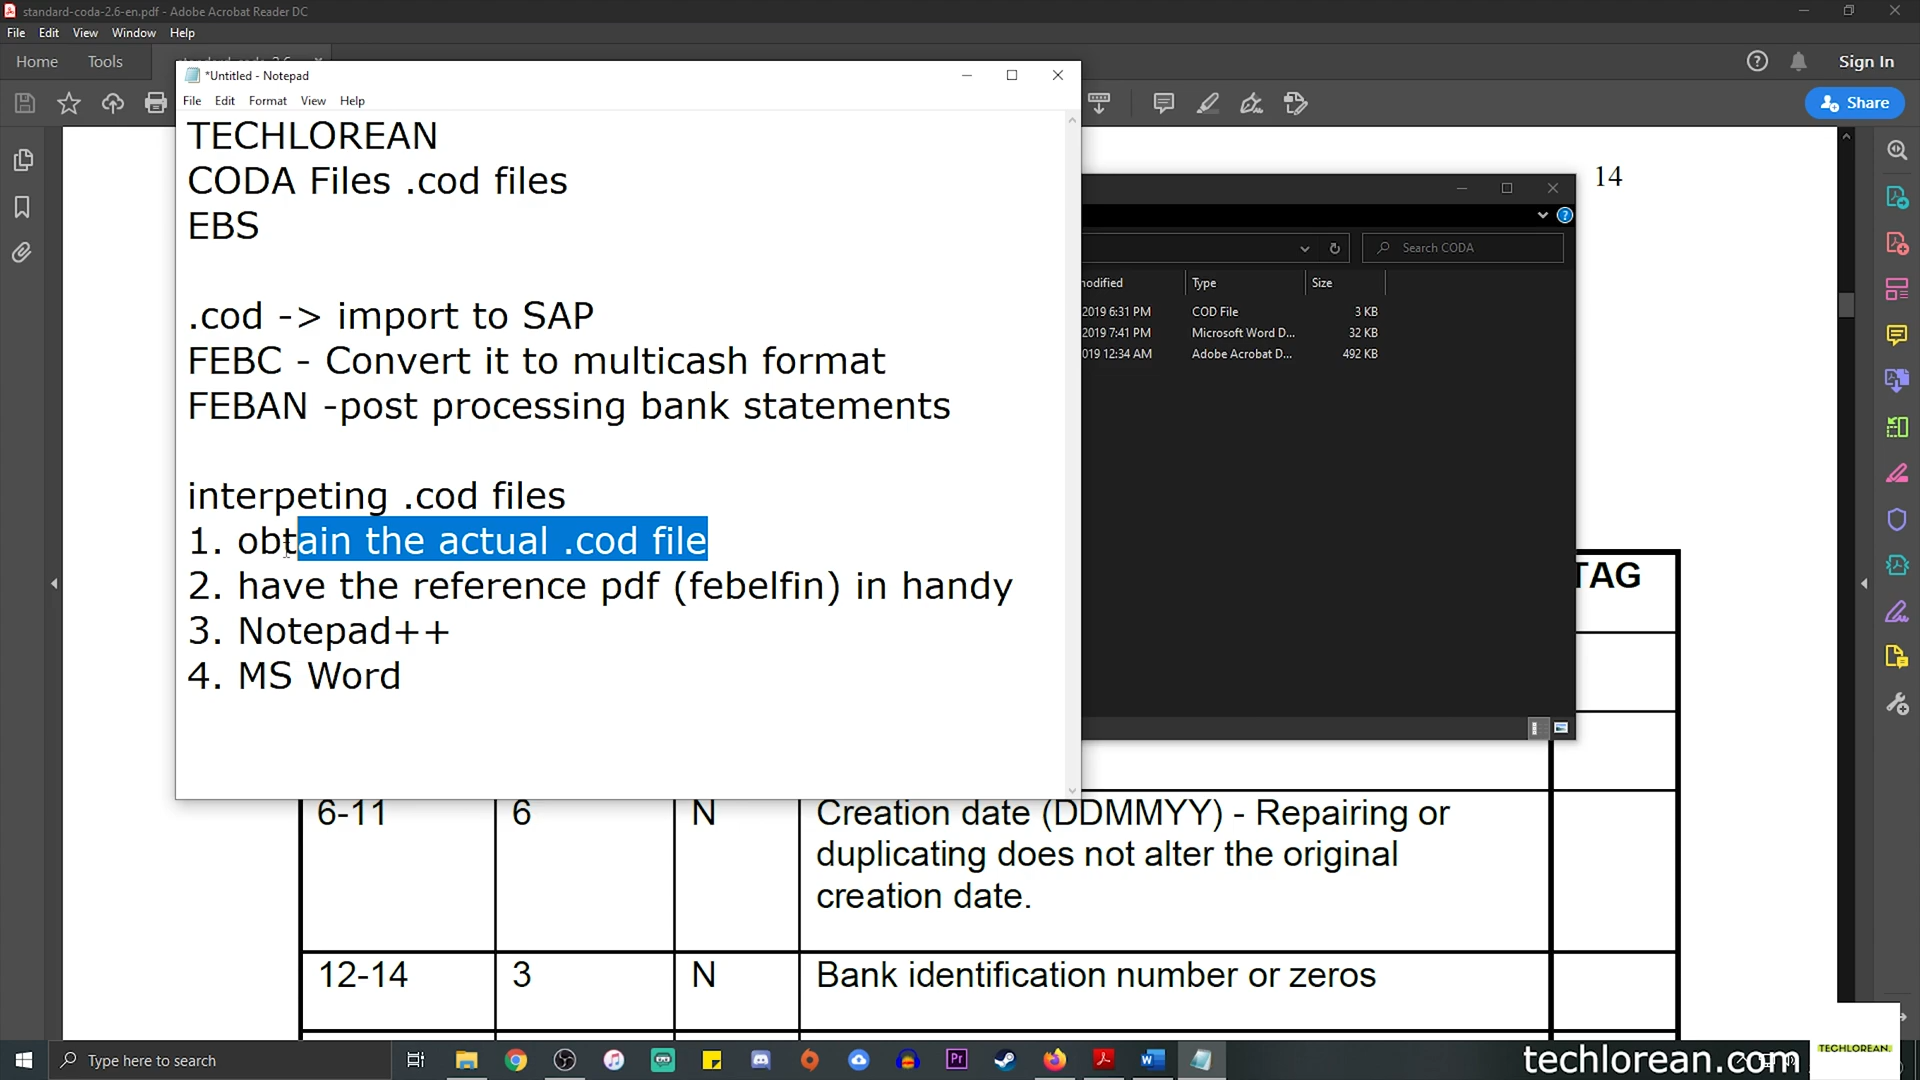 standard-coda-2.6-en.pdf - Adobe Acrobat Reader DC
File Edit View Window Help
Home Tools
Sign In
Share
*Untitled - Notepad
File Edit Format View Help
TECHLOREAN
CODA Files .cod files
EBS
.cod -> import to SAP
FEBC - Convert it to multicash format
FEBAN -post processing bank statements
interpeting .cod files
1. obtain the actual .cod file
2. have the reference pdf (febelfin) in handy
3. Notepad++
4. MS Word
14
Search CODA
modified Type Size
2019 6:31 PM COD File 3 KB
2019 7:41 PM Microsoft Word D... 32 KB
019 12:34 AM Adobe Acrobat D... 492 KB
TAG
6-11 6 N Creation date (DDMMYY) - Repairing or
duplicating does not alter the original
creation date.
12-14 3 N Bank identification number or zeros
Type here to search
Pr
techlorean.com
TECHLOREAN